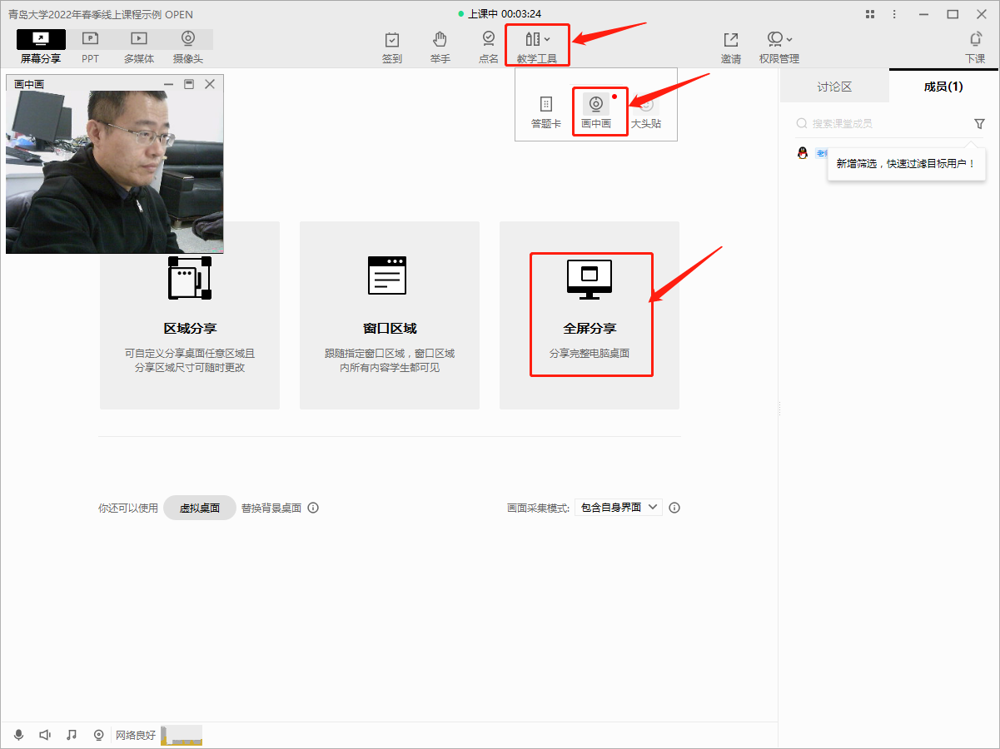 青岛大学2022年春季线上课程示例 OPEN
上课中 00:03:24
屏幕分享
PPT
多媒体
摄像头
签到
举手
点名
教学工具
邀请
权限管理
下课
画中画
答题卡
画中画
大头贴
讨论区
成员(1)
搜索课堂成员
新增筛选，快速过滤目标用户！
区域分享
可自定义分享桌面任意区域且
分享区域尺寸可随时更改
窗口区域
跟随指定窗口区域，窗口区域
内所有内容学生都可见
全屏分享
分享完整电脑桌面
你还可以使用 虚拟桌面 替换背景桌面
画面采集模式: 包含自身界面
网络良好